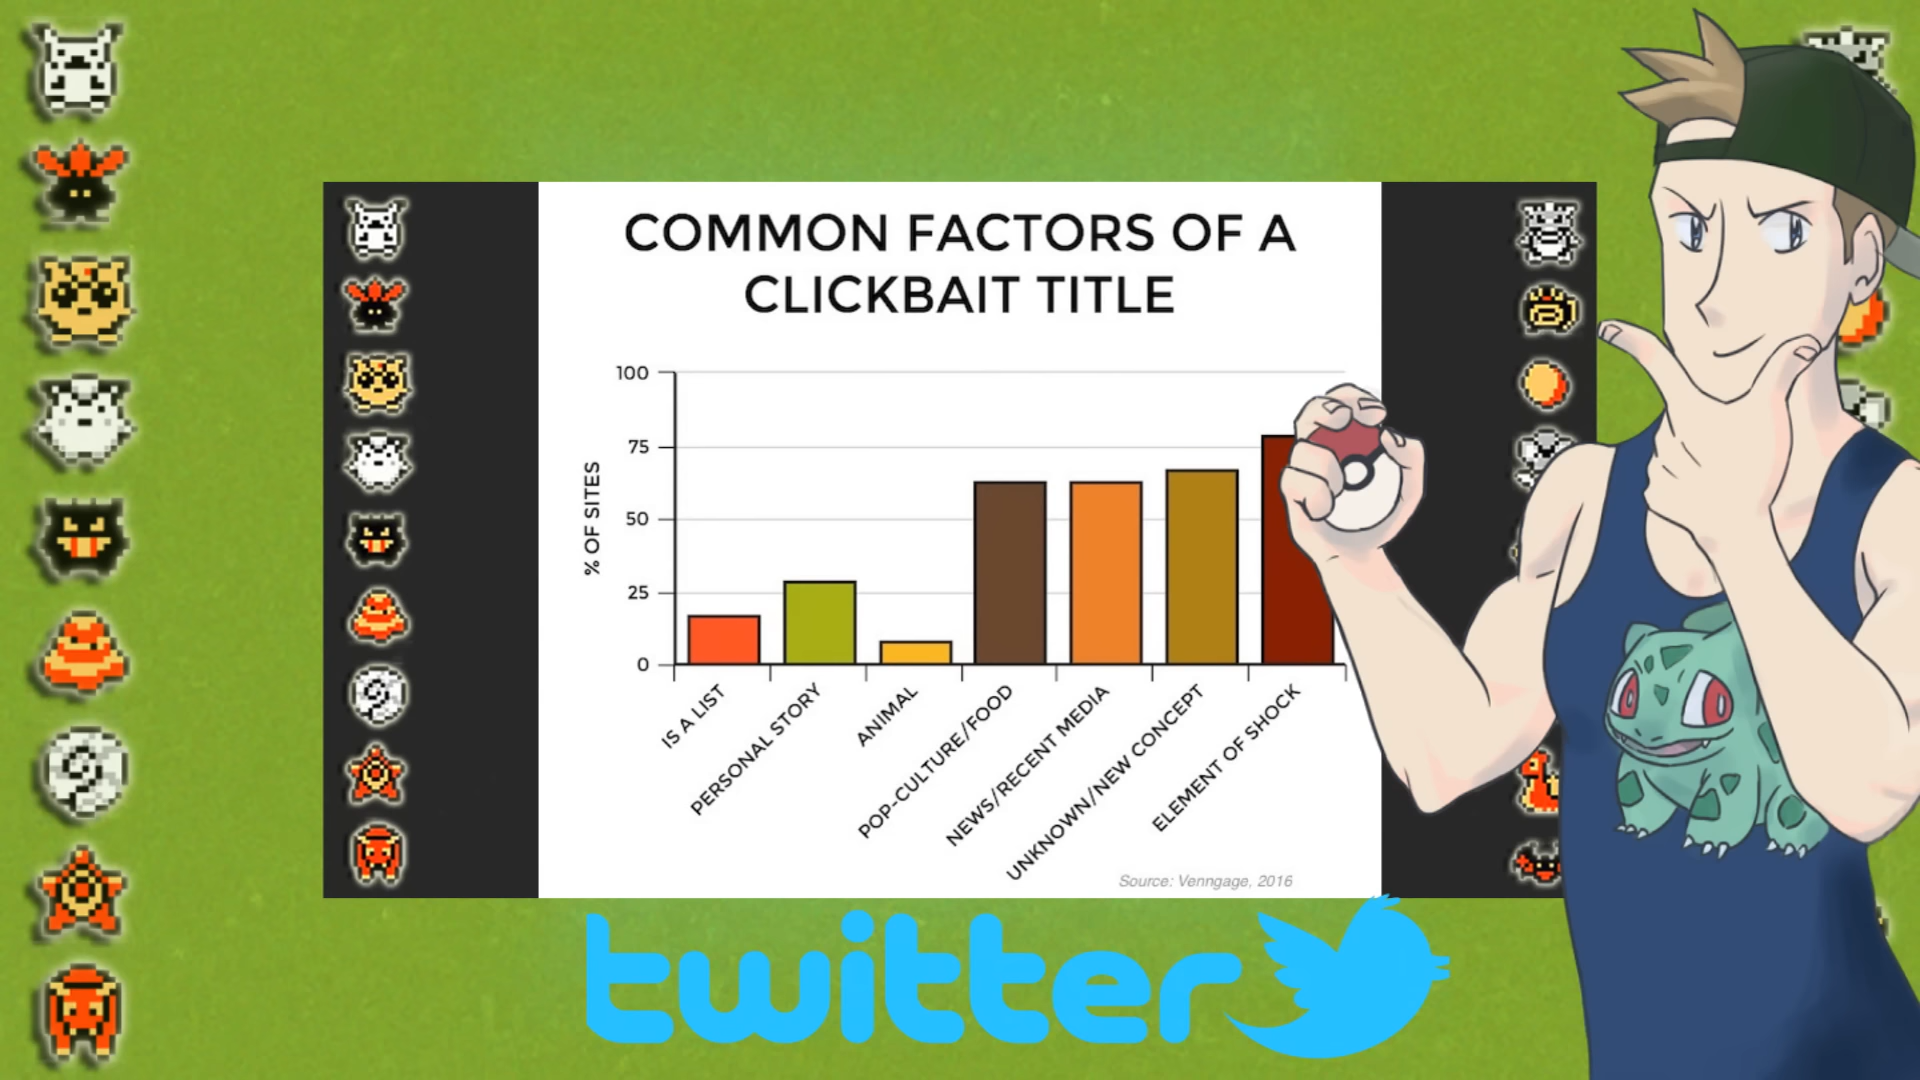 COMMON FACTORS OF A
CLICKBAIT TITLE
% OF SITES
100
75
50
25
0
IS A LIST
PERSONAL STORY
ANIMAL
POP-CULTURE/FOOD
NEWS/RECENT MEDIA
UNKNOWN/NEW CONCEPT
ELEMENT OF SHOCK
Source: Venngage, 2016
twitter